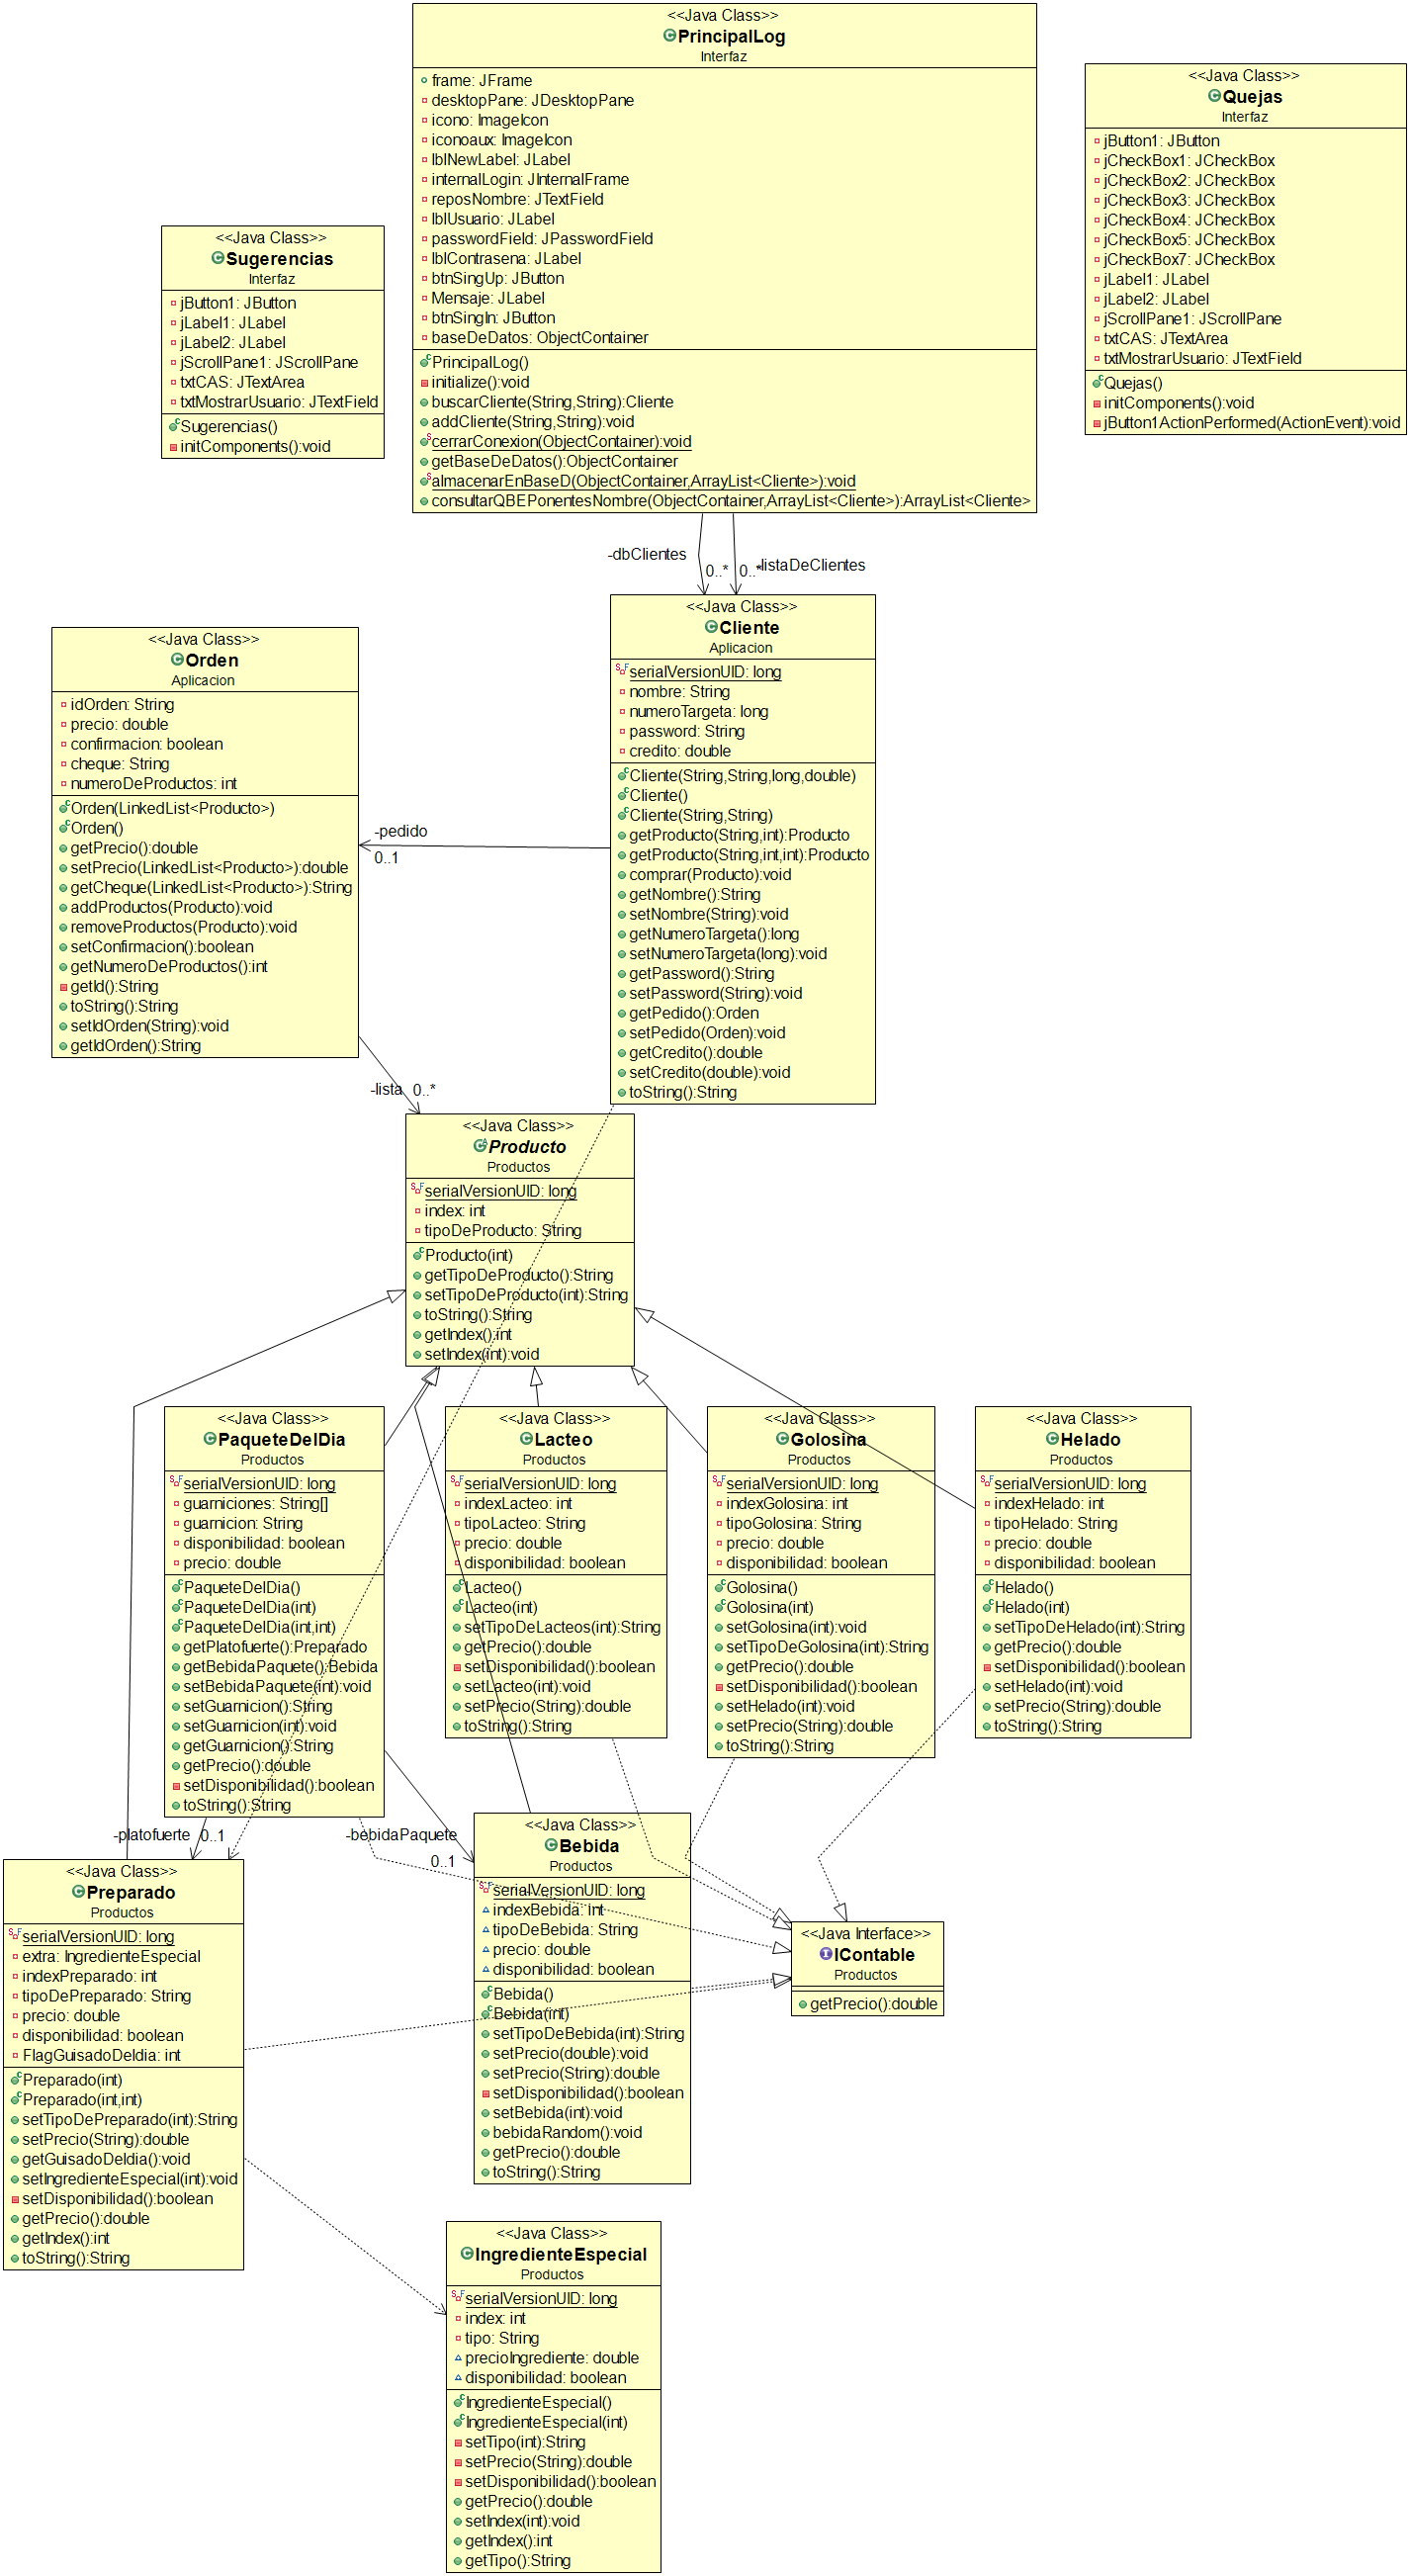 <<Java Class>>
PrincipalLog
Interfaz
frame: JFrame
desktopPane: JDesktopPane
icono: ImageIcon
iconoaux: ImageIcon
lblNewLabel: JLabel
internalLogin: JInternalFrame
reposNombre: JTextField
lblUsuario: JLabel
passwordField: JPasswordField
lblContrasena: JLabel
btnSingUp: JButton
Mensaje: JLabel
btnSingIn: JButton
baseDeDatos: ObjectContainer
PrincipalLog()
initialize():void
buscarCliente(String,String):Cliente
addCliente(String,String):void
cerrarConexion(ObjectContainer):void
getBaseDeDatos():ObjectContainer
almacenarEnBaseD(ObjectContainer,ArrayList<Cliente>):void
consultarQBEPonentesNombre(ObjectContainer,ArrayList<Cliente>):ArrayList<Cliente>
<<Java Class>>
Quejas
Interfaz
jButton1: JButton
jCheckBox1: JCheckBox
jCheckBox2: JCheckBox
jCheckBox3: JCheckBox
jCheckBox4: JCheckBox
jCheckBox5: JCheckBox
jCheckBox7: JCheckBox
jLabel1: JLabel
jLabel2: JLabel
jScrollPane1: JScrollPane
txtCAS: JTextArea
txtMostrarUsuario: JTextField
Quejas()
initComponents():void
jButton1ActionPerformed(ActionEvent):void
<<Java Class>>
Sugerencias
Interfaz
jButton1: JButton
jLabel1: JLabel
jLabel2: JLabel
jScrollPane1: JScrollPane
txtCAS: JTextArea
txtMostrarUsuario: JTextField
Sugerencias()
initComponents():void
-dbClientes
0..*
-listaDeClientes
0..*
<<Java Class>>
Cliente
Aplicacion
serialVersionUID: long
nombre: String
numeroTargeta: long
password: String
credito: double
Cliente(String,String,long,double)
Cliente()
Cliente(String,String)
getProducto(String,int):Producto
getProducto(String,int,int):Producto
comprar(Producto):void
getNombre():String
setNombre(String):void
getNumeroTargeta():long
setNumeroTargeta(long):void
getPassword():String
setPassword(String):void
getPedido():Orden
setPedido(Orden):void
getCredito():double
setCredito(double):void
toString():String
<<Java Class>>
Orden
Aplicacion
idOrden: String
precio: double
confirmacion: boolean
cheque: String
numeroDeProductos: int
Orden(LinkedList<Producto>)
Orden()
getPrecio():double
setPrecio(LinkedList<Producto>):double
getCheque(LinkedList<Producto>):String
addProductos(Producto):void
removeProductos(Producto):void
setConfirmacion():boolean
getNumeroDeProductos():int
getId():String
toString():String
setIdOrden(String):void
getIdOrden():String
-pedido
0..1
-lista 0..*
<<Java Class>>
Producto
Productos
serialVersionUID: long
index: int
tipoDeProducto: String
Producto(int)
getTipoDeProducto():String
setTipoDeProducto(int):String
toString():String
getIndex():int
setIndex(int):void
<<Java Class>>
PaqueteDelDia
Productos
serialVersionUID: long
guarniciones: String[]
guarnicion: String
disponibilidad: boolean
precio: double
PaqueteDelDia()
PaqueteDelDia(int)
PaqueteDelDia(int,int)
getPlatofuerte():Preparado
getBebidaPaquete():Bebida
setBebidaPaquete(int):void
setGuarnicion():String
setGuarnicion(int):void
getGuarnicion():String
getPrecio():double
setDisponibilidad():boolean
toString():String
<<Java Class>>
Lacteo
Productos
serialVersionUID: long
indexLacteo: int
tipoLacteo: String
precio: double
disponibilidad: boolean
Lacteo()
Lacteo(int)
setTipoDeLacteos(int):String
getPrecio():double
setDisponibilidad():boolean
setLacteo(int):void
setPrecio(String):double
toString():String
<<Java Class>>
Golosina
Productos
serialVersionUID: long
indexGolosina: int
tipoGolosina: String
precio: double
disponibilidad: boolean
Golosina()
Golosina(int)
setGolosina(int):void
setTipoDeGolosina(int):String
getPrecio():double
setDisponibilidad():boolean
setHelado(int):void
setPrecio(String):double
toString():String
<<Java Class>>
Helado
Productos
serialVersionUID: long
indexHelado: int
tipoHelado: String
precio: double
disponibilidad: boolean
Helado()
Helado(int)
setTipoDeHelado(int):String
getPrecio():double
setDisponibilidad():boolean
setHelado(int):void
setPrecio(String):double
toString():String
-platofuerte 0..1
-bebidaPaquete
0..1
<<Java Class>>
Preparado
Productos
serialVersionUID: long
extra: IngredienteEspecial
indexPreparado: int
tipoDePreparado: String
precio: double
disponibilidad: boolean
FlagGuisadoDeldia: int
Preparado(int)
Preparado(int,int)
setTipoDePreparado(int):String
setPrecio(String):double
getGuisadoDeldia():void
setIngredienteEspecial(int):void
setDisponibilidad():boolean
getPrecio():double
getIndex():int
toString():String
<<Java Class>>
Bebida
Productos
serialVersionUID: long
indexBebida: int
tipoDeBebida: String
precio: double
disponibilidad: boolean
Bebida()
Bebida(int)
setTipoDeBebida(int):String
setPrecio(double):void
setPrecio(String):double
setDisponibilidad():boolean
setBebida(int):void
bebidaRandom():void
getPrecio():double
toString():String
<<Java Interface>>
IContable
Productos
getPrecio():double
<<Java Class>>
IngredienteEspecial
Productos
serialVersionUID: long
index: int
tipo: String
precioIngrediente: double
disponibilidad: boolean
IngredienteEspecial()
IngredienteEspecial(int)
setTipo(int):String
setPrecio(String):double
setDisponibilidad():boolean
getPrecio():double
setIndex(int):void
getIndex():int
getTipo():String